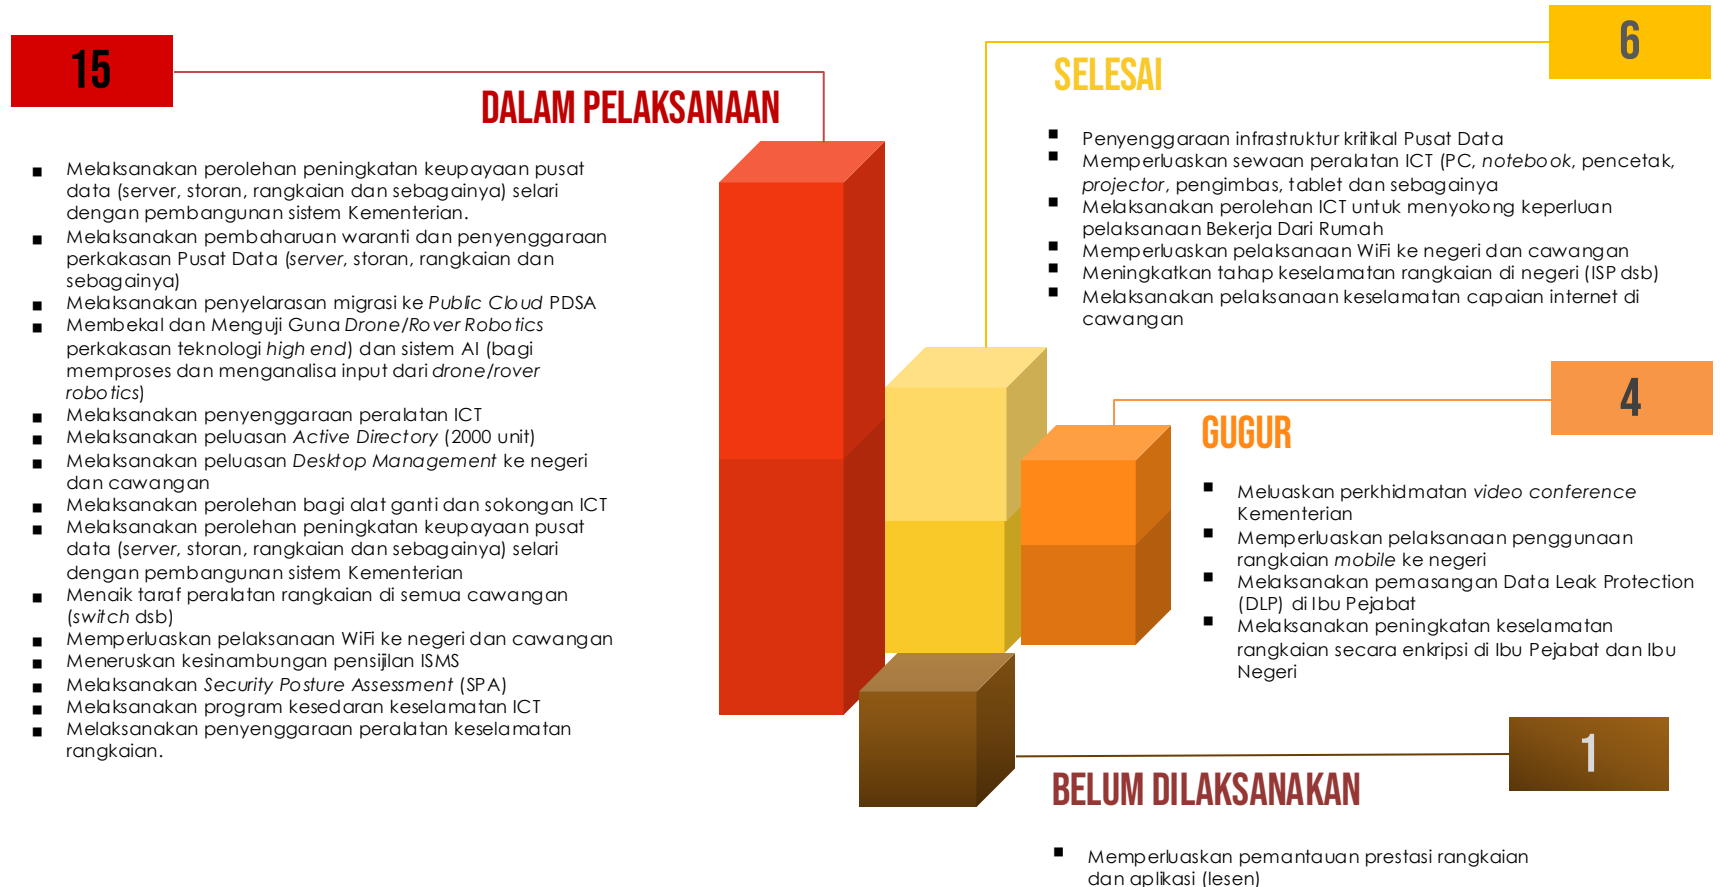 15
DALAM PELAKSANAAN
▪ Melaksanakan perolehan peningkatan keupayaan pusat
data (server, storan, rangkaian dan sebagainya) selari
dengan pembangunan sistem Kementerian.
▪ Melaksanakan pembaharuan waranti dan penyenggaraan
perkakasan Pusat Data (server, storan, rangkaian dan
sebagainya)
▪ Melaksanakan penyelarasan migrasi ke Public Cloud PDSA
▪ Membekal dan Menguji Guna Drone/Rover Robotics
perkakasan teknologi high end) dan sistem AI (bagi
memproses dan menganalisa input dari drone/rover
robotics)
▪ Melaksanakan penyenggaraan peralatan ICT
▪ Melaksanakan peluasan Active Directory (2000 unit)
▪ Melaksanakan peluasan Desktop Management ke negeri
dan cawangan
▪ Melaksanakan perolehan bagi alat ganti dan sokongan ICT
▪ Melaksanakan perolehan peningkatan keupayaan pusat
data (server, storan, rangkaian dan sebagainya) selari
dengan pembangunan sistem Kementerian
▪ Menaik taraf peralatan rangkaian di semua cawangan
(switch dsb)
▪ Memperluaskan pelaksanaan WiFi ke negeri dan cawangan
▪ Meneruskan kesinambungan pensijilan ISMS
▪ Melaksanakan Security Posture Assessment (SPA)
▪ Melaksanakan program kesedaran keselamatan ICT
▪ Melaksanakan penyenggaraan peralatan keselamatan
rangkaian.
6
SELESAI
▪ Penyenggaraan infrastruktur kritikal Pusat Data
▪ Memperluaskan sewaan peralatan ICT (PC, notebook, pencetak,
projector, pengimbas, tablet dan sebagainya
▪ Melaksanakan perolehan ICT untuk menyokong keperluan
pelaksanaan Bekerja Dari Rumah
▪ Memperluaskan pelaksanaan WiFi ke negeri dan cawangan
▪ Meningkatkan tahap keselamatan rangkaian di negeri (ISP dsb)
▪ Melaksanakan pelaksanaan keselamatan capaian internet di
cawangan
4
GUGUR
▪ Meluaskan perkhidmatan video conference
Kementerian
▪ Memperluaskan pelaksanaan penggunaan
rangkaian mobile ke negeri
▪ Melaksanakan pemasangan Data Leak Protection
(DLP) di Ibu Pejabat
▪ Melaksanakan peningkatan keselamatan
rangkaian secara enkripsi di Ibu Pejabat dan Ibu
Negeri
1
BELUM DILAKSANAKAN
▪ Memperluaskan pemantauan prestasi rangkaian
dan aplikasi (lesen)